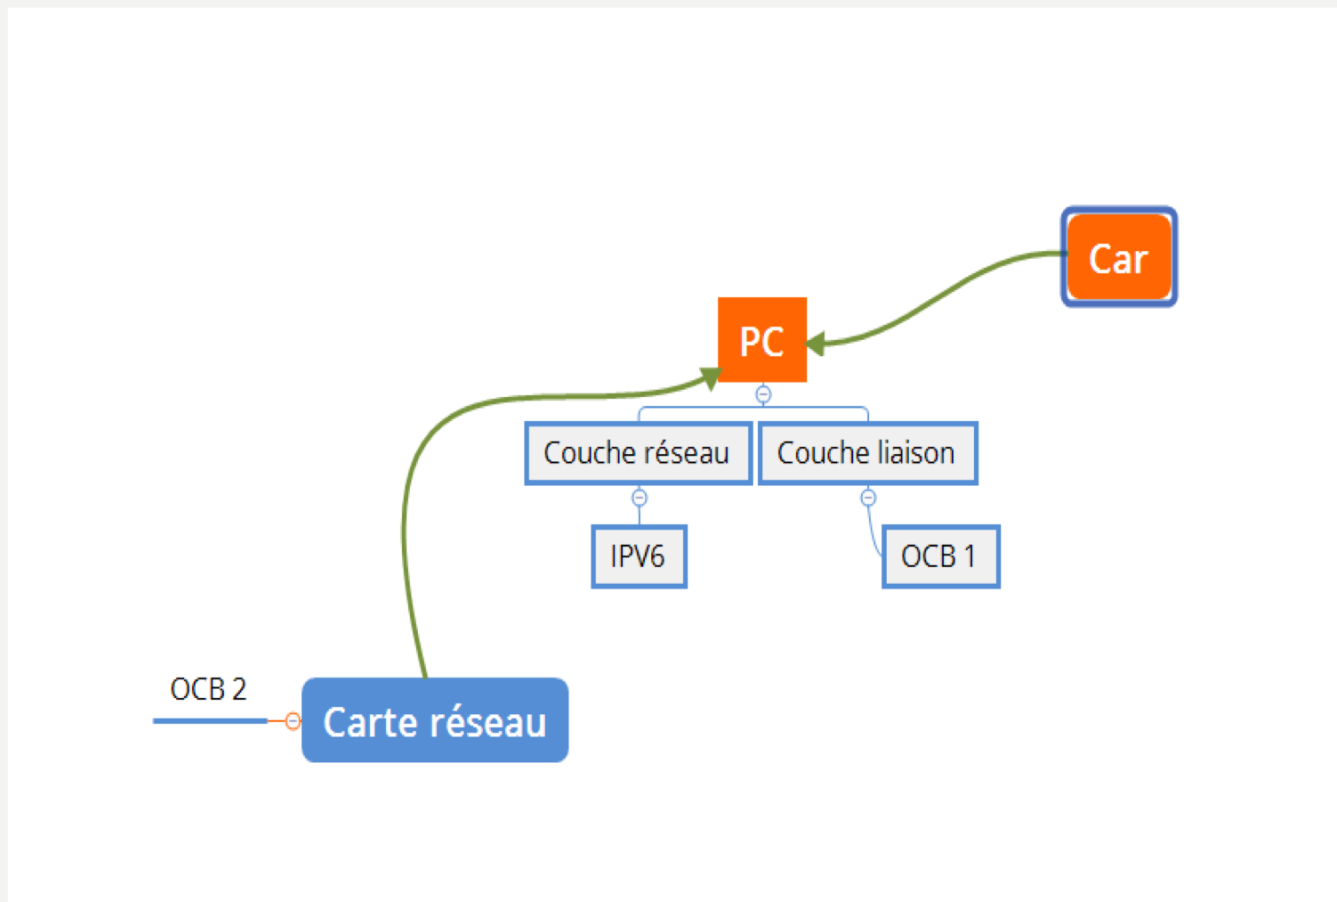 Car
PC
Couche réseau
Couche liaison
IPV6
OCB 1
OCB 2
Carte réseau